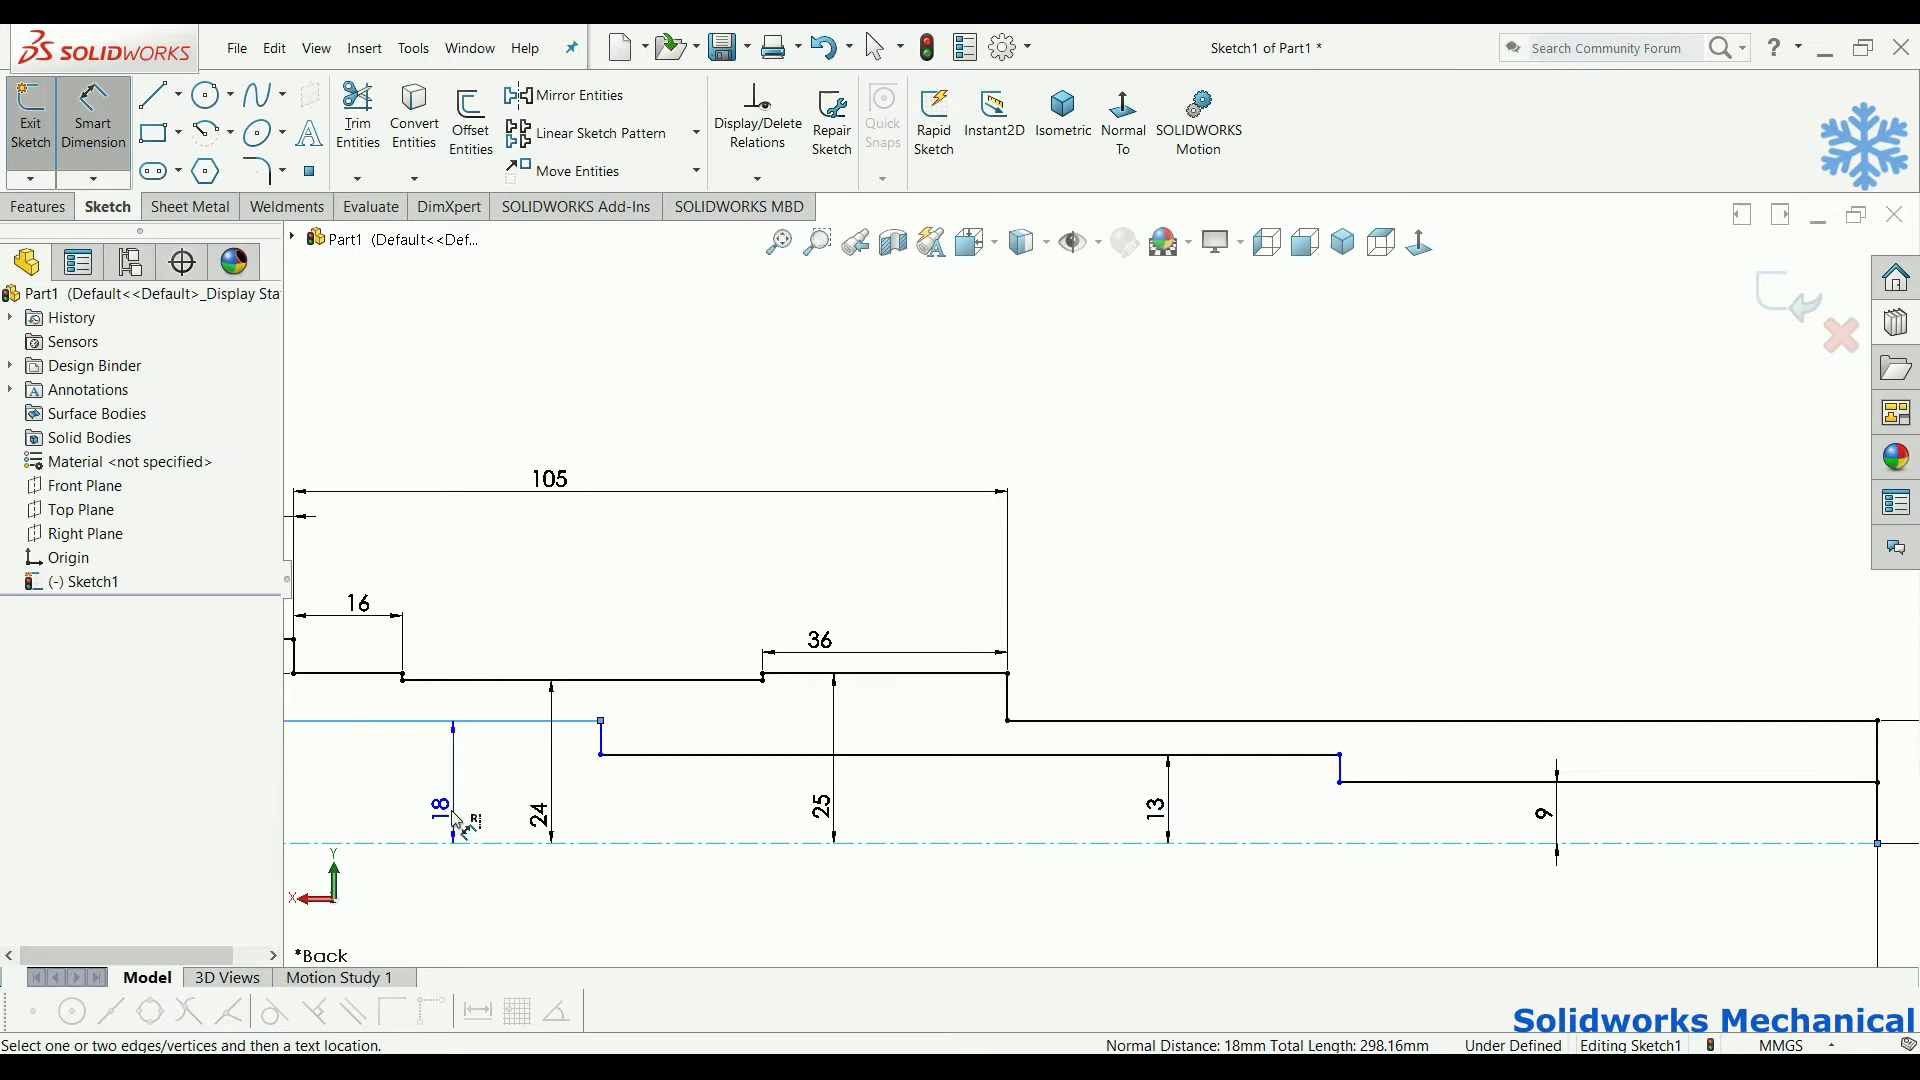 SOLIDWORKS File Edit View Insert Tools Window Help Sketch1 of Part1 * Search Community Forum ?
Exit Sketch
Smart Dimension
Trim Entities
Convert Entities
Offset Entities
Mirror Entities
Linear Sketch Pattern
Move Entities
Display/Delete Relations
Repair Sketch
Quick Snaps
Rapid Sketch
Instant2D
Isometric
Normal To
SOLIDWORKS Motion
Features Sketch Sheet Metal Weldments Evaluate DimXpert SOLIDWORKS Add-Ins SOLIDWORKS MBD
Part1 (Default<<Def...
Part1 (Default<<Default>_Display Sta
History
Sensors
Design Binder
Annotations
Surface Bodies
Solid Bodies
Material <not specified>
Front Plane
Top Plane
Right Plane
Origin
(-) Sketch1
105
16
36
18
24
25
13
9
Y
X
*Back
Model 3D Views Motion Study 1
Solidworks Mechanical
Select one or two edges/vertices and then a text location. Normal Distance: 18mm Total Length: 298.16mm Under Defined Editing Sketch1 MMGS